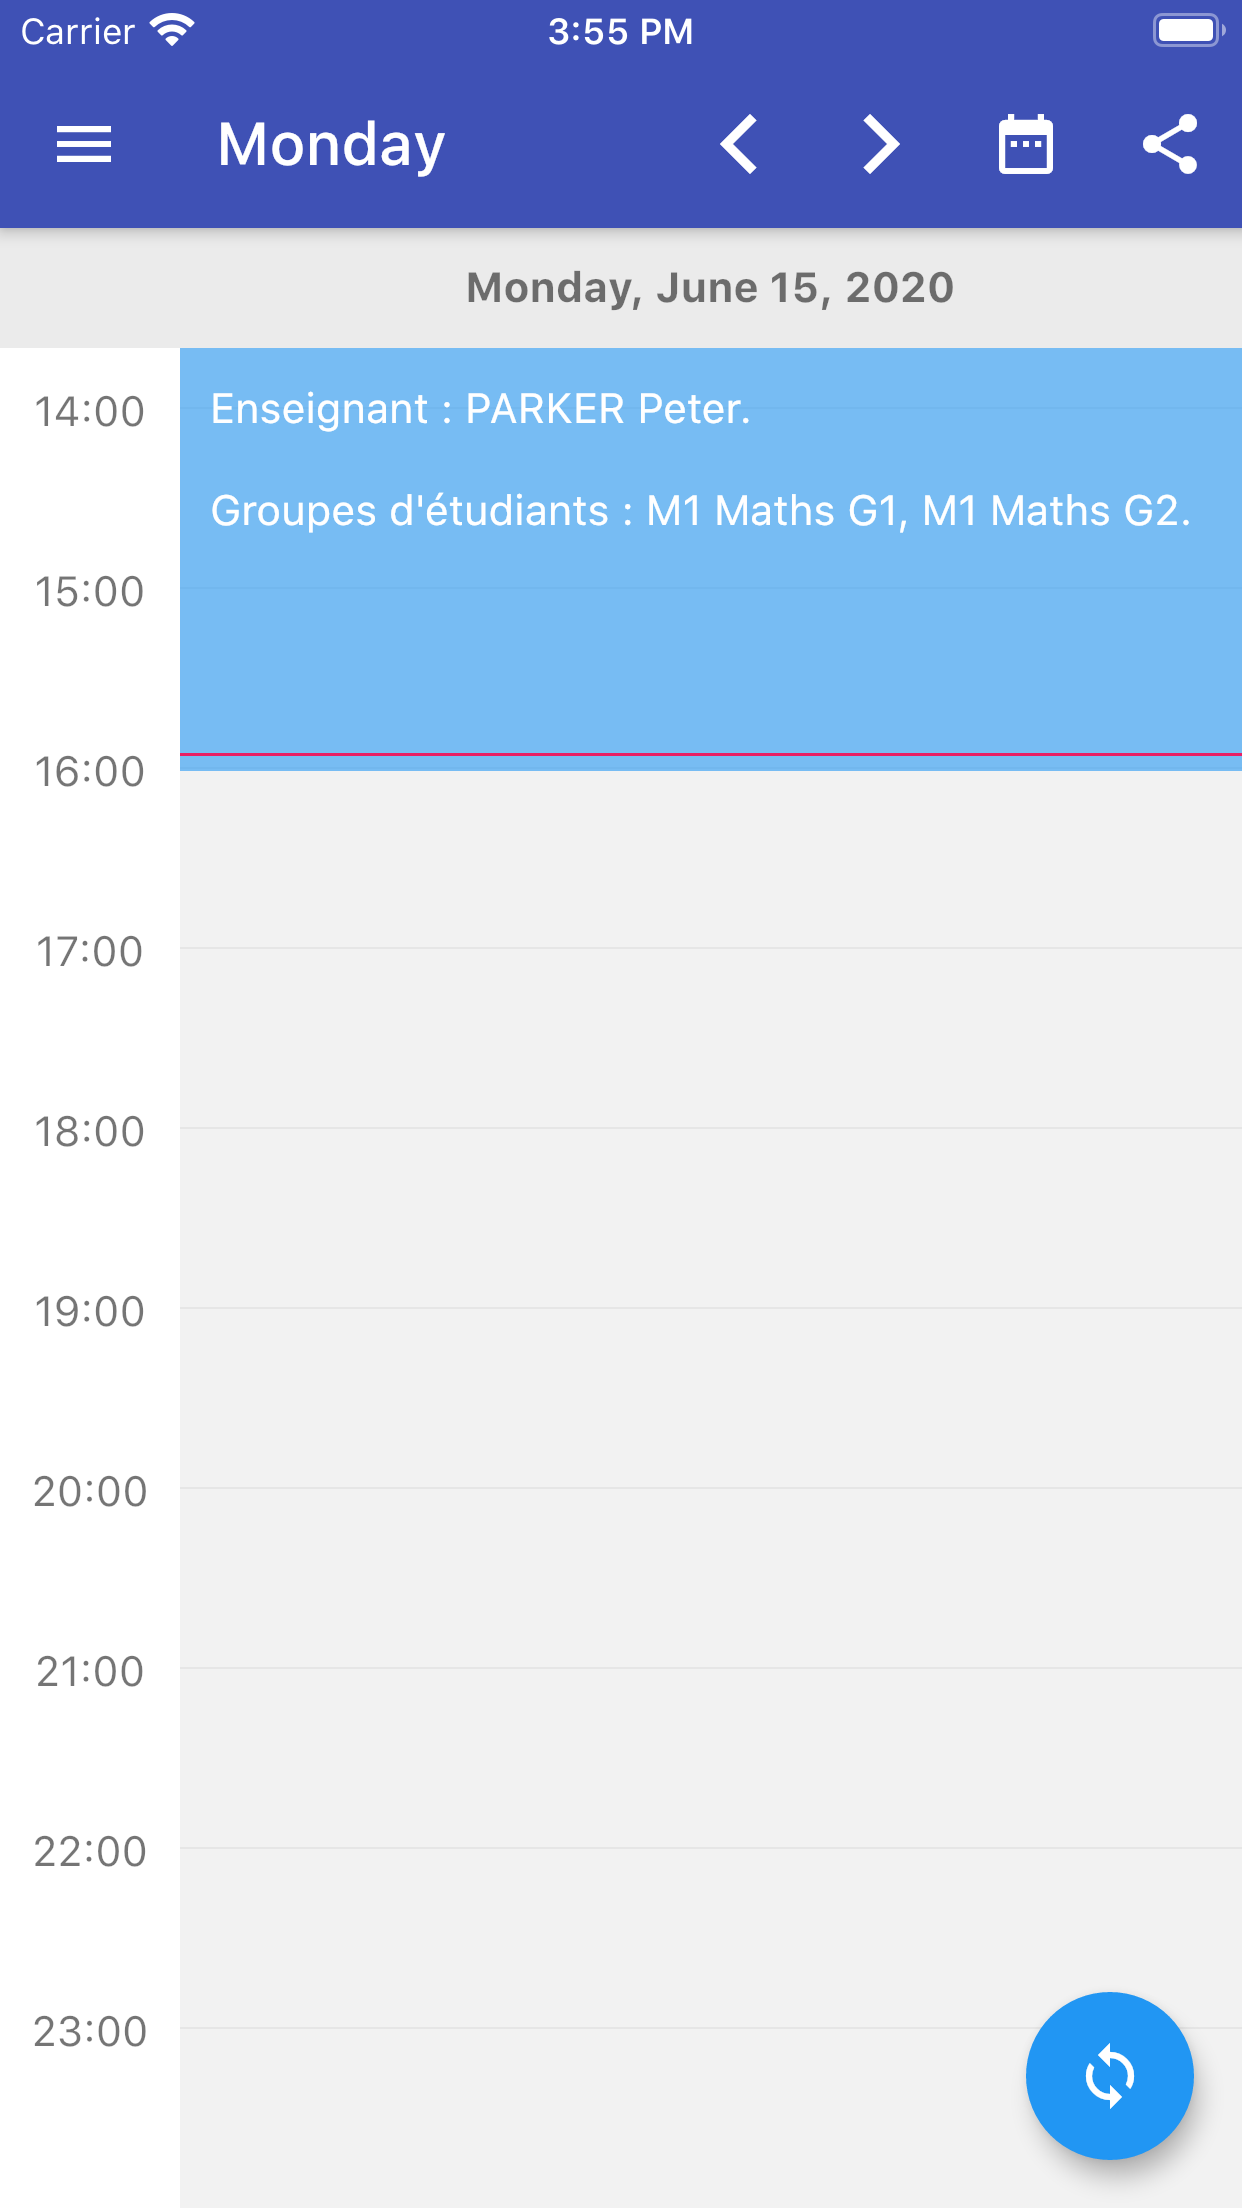 Carrier 3:55 PM
Monday
Monday, June 15, 2020
14:00 Enseignant : PARKER Peter.
Groupes d'étudiants : M1 Maths G1, M1 Maths G2.
15:00
16:00
17:00
18:00
19:00
20:00
21:00
22:00
23:00